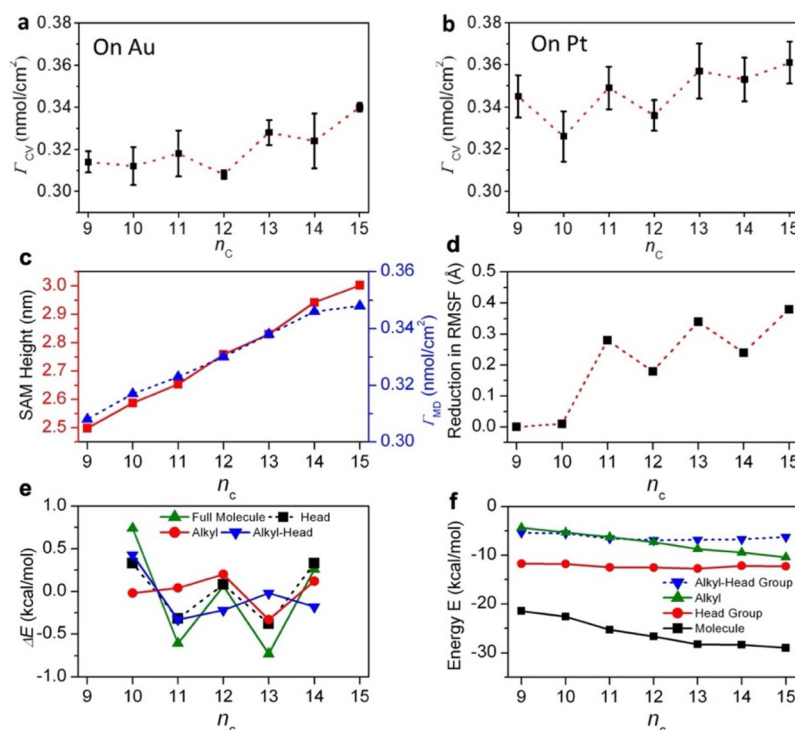 a
On Au
Γ_CV (nmol/cm²)
0.38
0.36
0.34
0.32
0.30
9 10 11 12 13 14 15
n_C
b
On Pt
Γ_CV (nmol/cm²)
0.38
0.36
0.34
0.32
0.30
9 10 11 12 13 14 15
n_C
c
SAM Height (nm)
3.0
2.9
2.8
2.7
2.6
2.5
0.36
0.34
0.32
0.30
Γ_MD (nmol/cm²)
9 10 11 12 13 14 15
n_c
d
Reduction in RMSF (Å)
0.5
0.4
0.3
0.2
0.1
0.0
9 10 11 12 13 14 15
n_c
e
ΔE (kcal/mol)
1.0
0.5
0.0
-0.5
-1.0
Full Molecule Head
Alkyl Alkyl-Head
9 10 11 12 13 14 15
n_c
f
Energy E (kcal/mol)
0
-10
-20
-30
Alkyl-Head Group
Alkyl
Head Group
Molecule
9 10 11 12 13 14 15
n_c